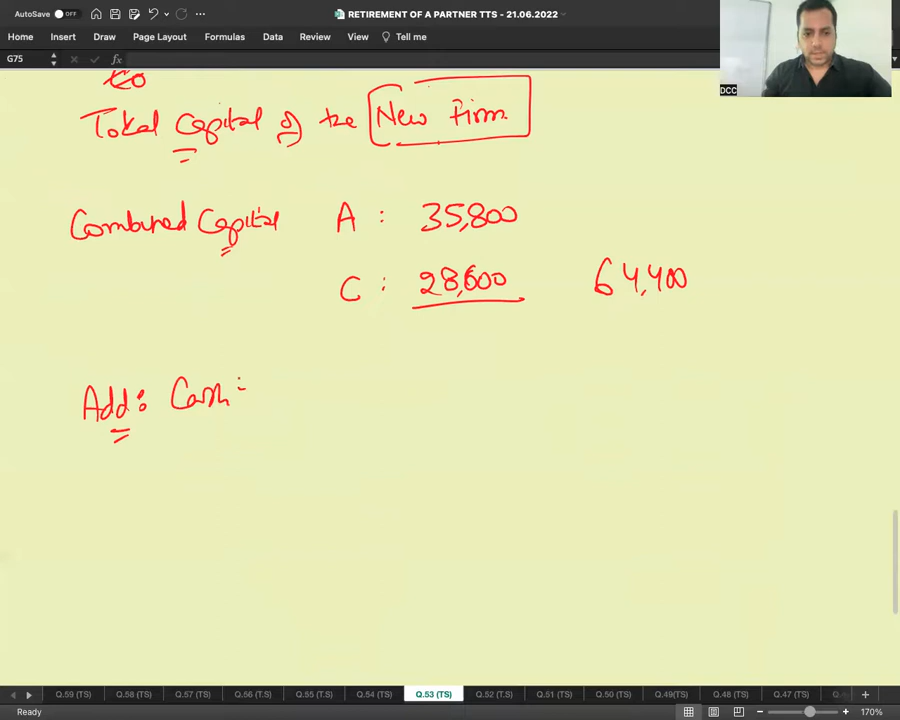 AutoSave OFF RETIREMENT OF A PARTNER TTS - 21.06.2022
Home Insert Draw Page Layout Formulas Data Review View Tell me
G75 fx
DCC
Total Capital of the New Firm
Combined Capital A : 35,800
C : 28,600 64,400
Add: Cash :
Q.59 (TS) Q.58 (TS) Q.57 (TS) Q.56 (T.S) Q.55 (T.S) Q.54 (TS) Q.53 (TS) Q.52 (T.S) Q.51 (TS) Q.50 (TS) Q.49(TS) Q.48 (TS) Q.47 (TS)
Ready 170%